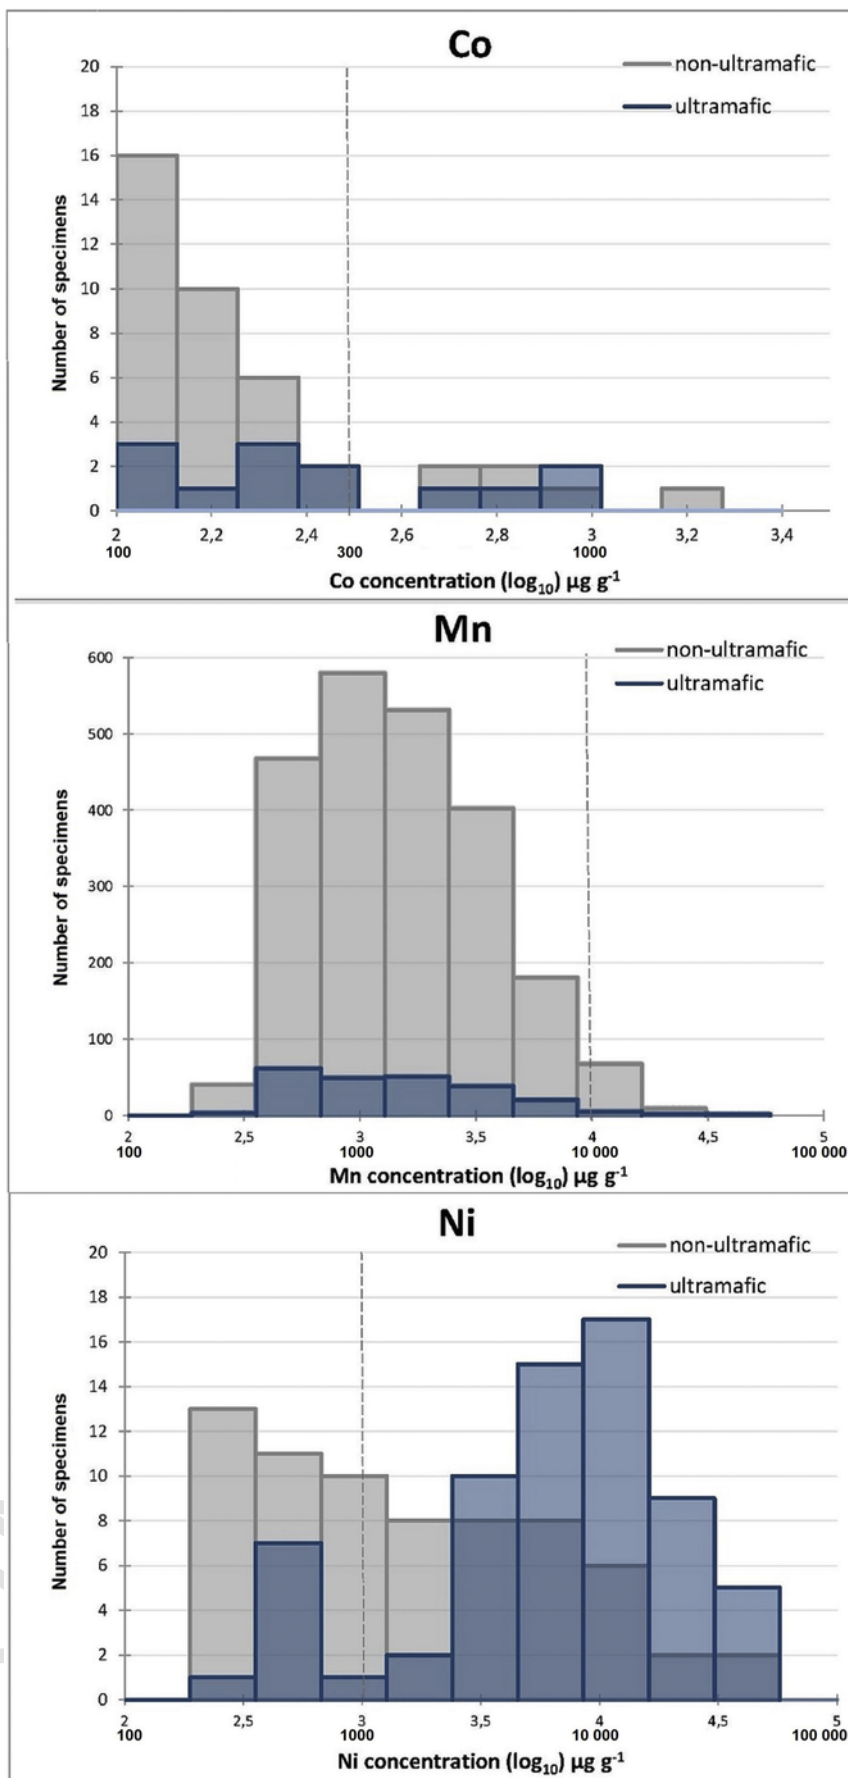 Co
non-ultramafic
ultramafic
Number of specimens
20
18
16
14
12
10
8
6
4
2
0
2 2,2 2,4 2,6 2,8 3 3,2 3,4
100 300 1000
Co concentration (log10) µg g-1
Mn
non-ultramafic
ultramafic
Number of specimens
600
500
400
300
200
100
0
2 2,5 3 3,5 4 4,5 5
100 1000 10 000 100 000
Mn concentration (log10) µg g-1
Ni
non-ultramafic
ultramafic
Number of specimens
20
18
16
14
12
10
8
6
4
2
0
2 2,5 3 3,5 4 4,5 5
100 1000 10 000 100 000
Ni concentration (log10) µg g-1